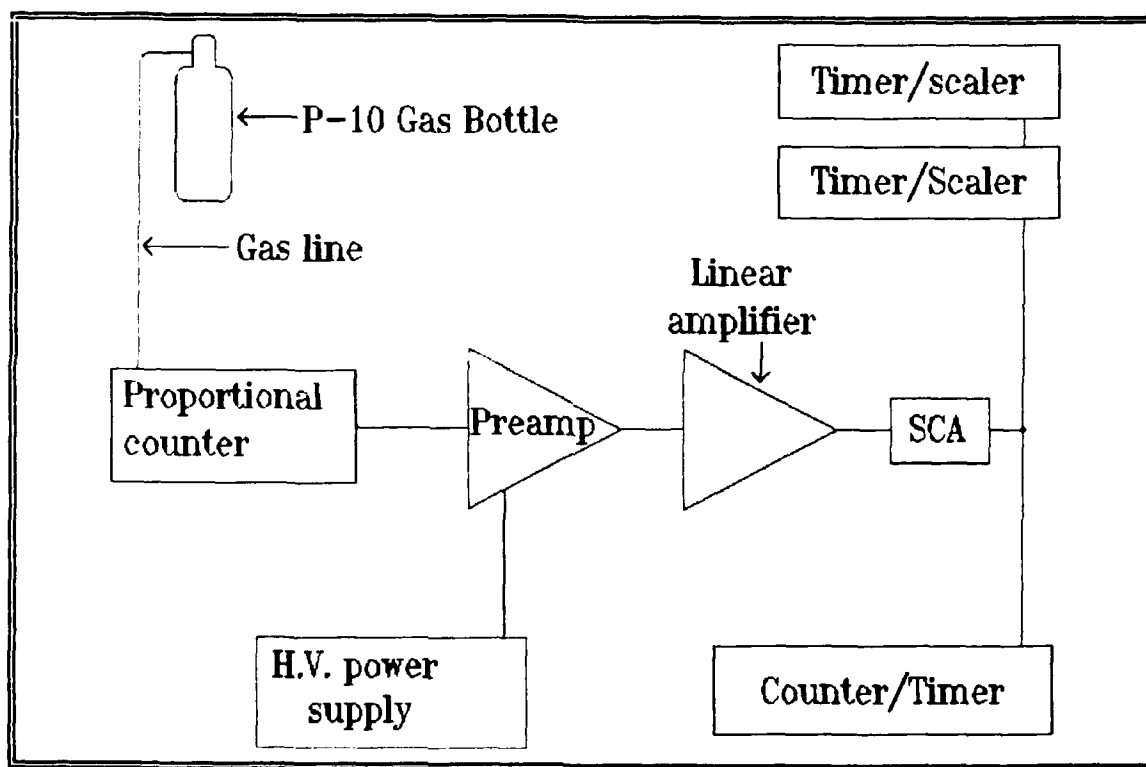 Timer/scaler
P-10 Gas Bottle
Timer/Scaler
Gas line
Linear
amplifier
Proportional
counter
Preamp
SCA
H.V. power
supply
Counter/Timer